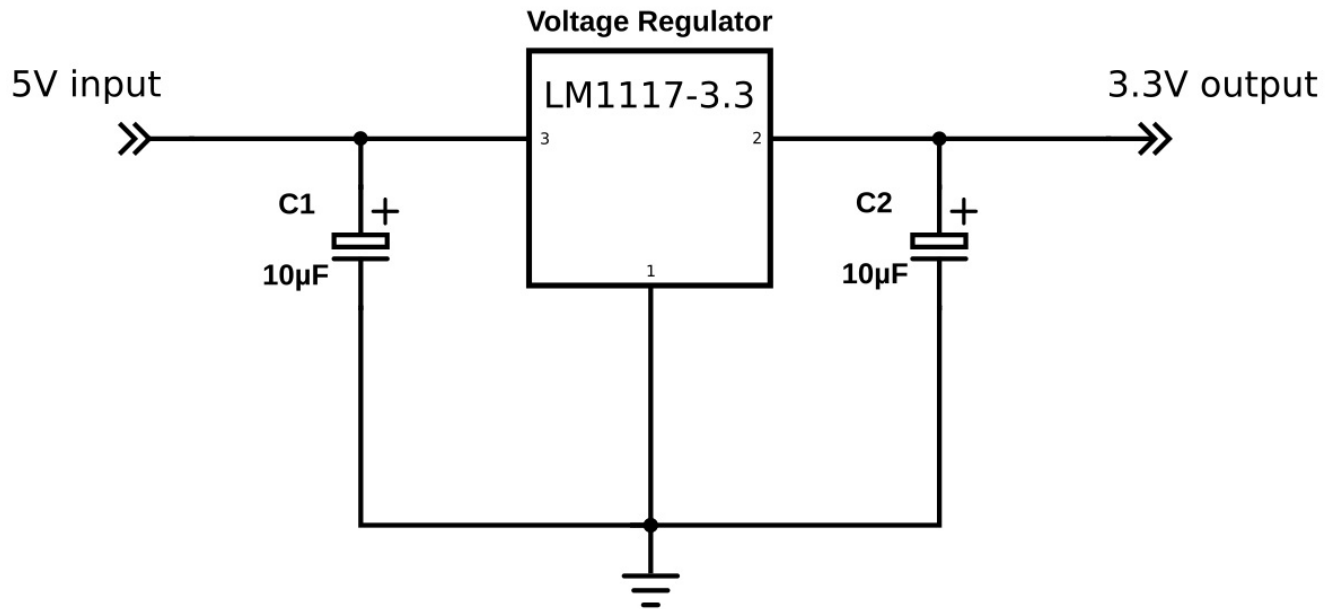 Voltage Regulator
5V input
LM1117-3.3
3.3V output
3
2
C1
+
C2
+
10µF
1
10µF